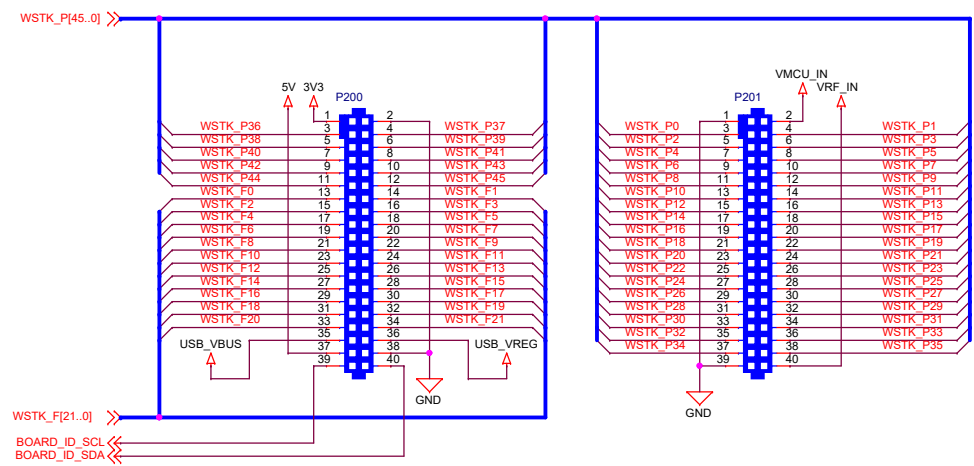 WSTK_P[45..0]
5V 3V3 P200
VMCU_IN
P201 VRF_IN
1 2 1 2
WSTK_P36 3 4 WSTK_P37 WSTK_P0 3 4 WSTK_P1
WSTK_P38 5 6 WSTK_P39 WSTK_P2 5 6 WSTK_P3
WSTK_P40 7 8 WSTK_P41 WSTK_P4 7 8 WSTK_P5
WSTK_P42 9 10 WSTK_P43 WSTK_P6 9 10 WSTK_P7
WSTK_P44 11 12 WSTK_P45 WSTK_P8 11 12 WSTK_P9
WSTK_F0 13 14 WSTK_F1 WSTK_P10 13 14 WSTK_P11
WSTK_F2 15 16 WSTK_F3 WSTK_P12 15 16 WSTK_P13
WSTK_F4 17 18 WSTK_F5 WSTK_P14 17 18 WSTK_P15
WSTK_F6 19 20 WSTK_F7 WSTK_P16 19 20 WSTK_P17
WSTK_F8 21 22 WSTK_F9 WSTK_P18 21 22 WSTK_P19
WSTK_F10 23 24 WSTK_F11 WSTK_P20 23 24 WSTK_P21
WSTK_F12 25 26 WSTK_F13 WSTK_P22 25 26 WSTK_P23
WSTK_F14 27 28 WSTK_F15 WSTK_P24 27 28 WSTK_P25
WSTK_F16 29 30 WSTK_F17 WSTK_P26 29 30 WSTK_P27
WSTK_F18 31 32 WSTK_F19 WSTK_P28 31 32 WSTK_P29
WSTK_F20 33 34 WSTK_F21 WSTK_P30 33 34 WSTK_P31
35 36 WSTK_P32 35 36 WSTK_P33
USB_VBUS 37 38 USB_VREG WSTK_P34 37 38 WSTK_P35
39 40 39 40
GND GND
WSTK_F[21..0]
BOARD_ID_SCL
BOARD_ID_SDA